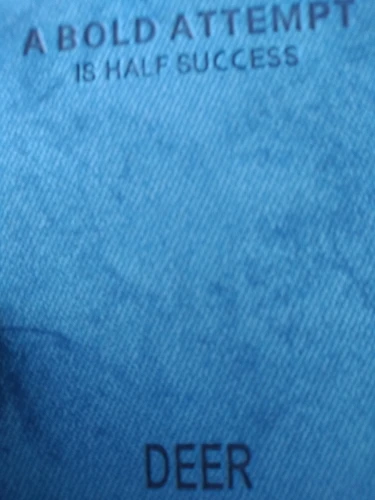 A BOLD ATTEMPT
IS HALF SUCCESS
DEER